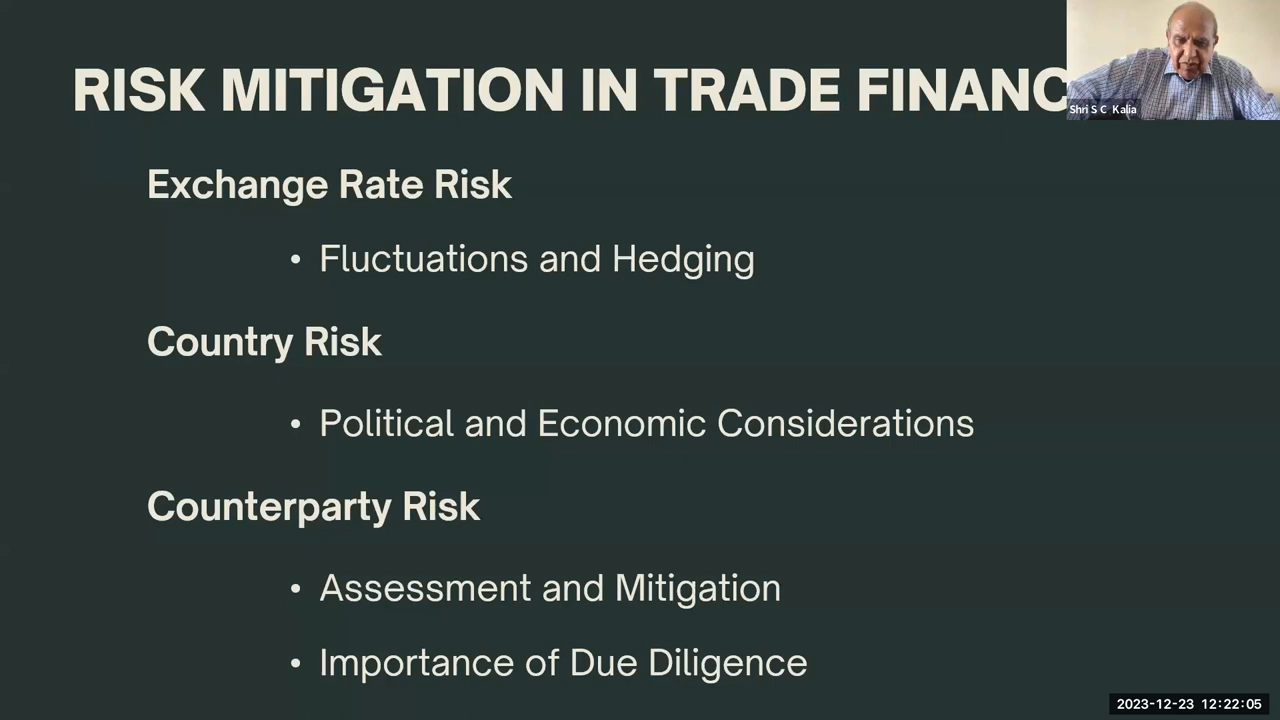 RISK MITIGATION IN TRADE FINANC
Shri S C Kalia
Exchange Rate Risk
• Fluctuations and Hedging
Country Risk
• Political and Economic Considerations
Counterparty Risk
• Assessment and Mitigation
• Importance of Due Diligence
2023-12-23 12:22:05